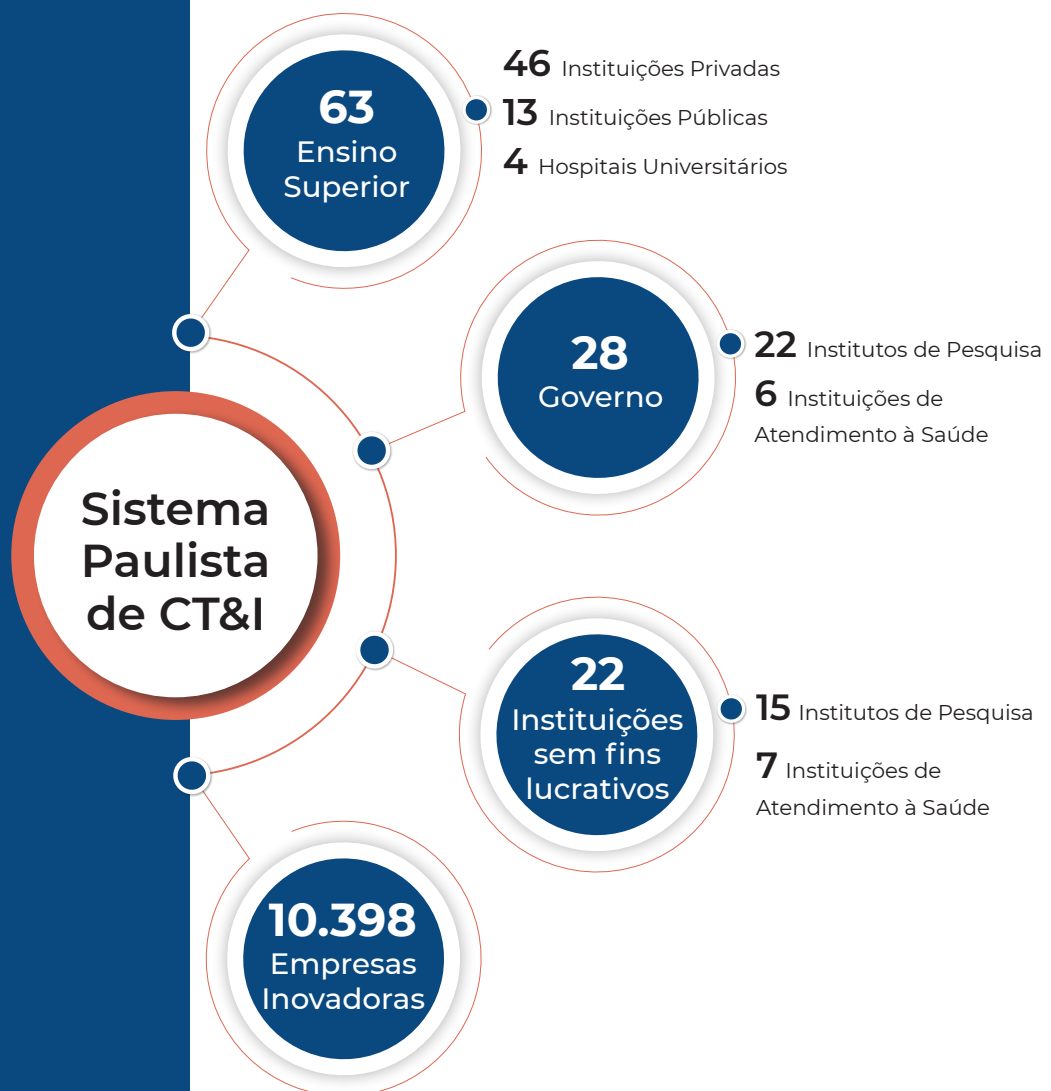 63
Ensino
Superior
46 Instituições Privadas
13 Instituições Públicas
4 Hospitais Universitários
28
Governo
22 Institutos de Pesquisa
6 Instituições de
Atendimento à Saúde
Sistema
Paulista
de CT&I
22
Instituições
sem fins
lucrativos
15 Institutos de Pesquisa
7 Instituições de
Atendimento à Saúde
10.398
Empresas
Inovadoras